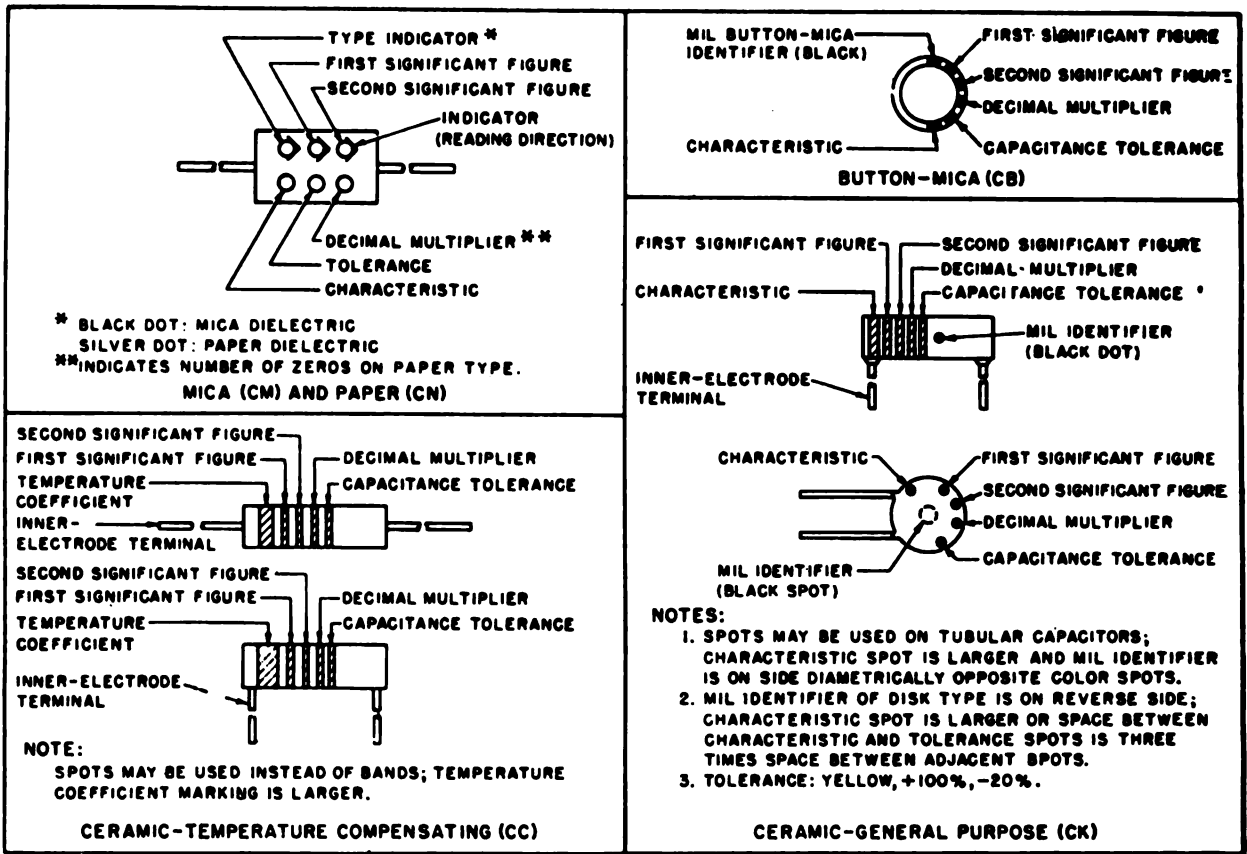 TYPE INDICATOR *
FIRST SIGNIFICANT FIGURE
SECOND SIGNIFICANT FIGURE
INDICATOR
(READING DIRECTION)
DECIMAL MULTIPLIER **
TOLERANCE
CHARACTERISTIC
* BLACK DOT: MICA DIELECTRIC
SILVER DOT: PAPER DIELECTRIC
** INDICATES NUMBER OF ZEROS ON PAPER TYPE.
MICA (CM) AND PAPER (CN)
MIL BUTTON-MICA
IDENTIFIER (BLACK)
FIRST SIGNIFICANT FIGURE
SECOND SIGNIFICANT FIGURE
DECIMAL MULTIPLIER
CHARACTERISTIC
CAPACITANCE TOLERANCE
BUTTON-MICA (CB)
SECOND SIGNIFICANT FIGURE
FIRST SIGNIFICANT FIGURE
DECIMAL MULTIPLIER
TEMPERATURE
COEFFICIENT
CAPACITANCE TOLERANCE
INNER-
ELECTRODE TERMINAL
SECOND SIGNIFICANT FIGURE
FIRST SIGNIFICANT FIGURE
DECIMAL MULTIPLIER
TEMPERATURE
COEFFICIENT
CAPACITANCE TOLERANCE
INNER-ELECTRODE
TERMINAL
NOTE:
SPOTS MAY BE USED INSTEAD OF BANDS; TEMPERATURE
COEFFICIENT MARKING IS LARGER.
CERAMIC-TEMPERATURE COMPENSATING (CC)
FIRST SIGNIFICANT FIGURE
SECOND SIGNIFICANT FIGURE
DECIMAL-MULTIPLIER
CHARACTERISTIC
CAPACITANCE TOLERANCE
MIL IDENTIFIER
(BLACK DOT)
INNER-ELECTRODE
TERMINAL
CHARACTERISTIC
FIRST SIGNIFICANT FIGURE
SECOND SIGNIFICANT FIGURE
DECIMAL MULTIPLIER
CAPACITANCE TOLERANCE
MIL IDENTIFIER
(BLACK SPOT)
NOTES:
1. SPOTS MAY BE USED ON TUBULAR CAPACITORS;
CHARACTERISTIC SPOT IS LARGER AND MIL IDENTIFIER
IS ON SIDE DIAMETRICALLY OPPOSITE COLOR SPOTS.
2. MIL IDENTIFIER OF DISK TYPE IS ON REVERSE SIDE;
CHARACTERISTIC SPOT IS LARGER OR SPACE BETWEEN
CHARACTERISTIC AND TOLERANCE SPOTS IS THREE
TIMES SPACE BETWEEN ADJACENT SPOTS.
3. TOLERANCE: YELLOW, +100%, -20%.
CERAMIC-GENERAL PURPOSE (CK)